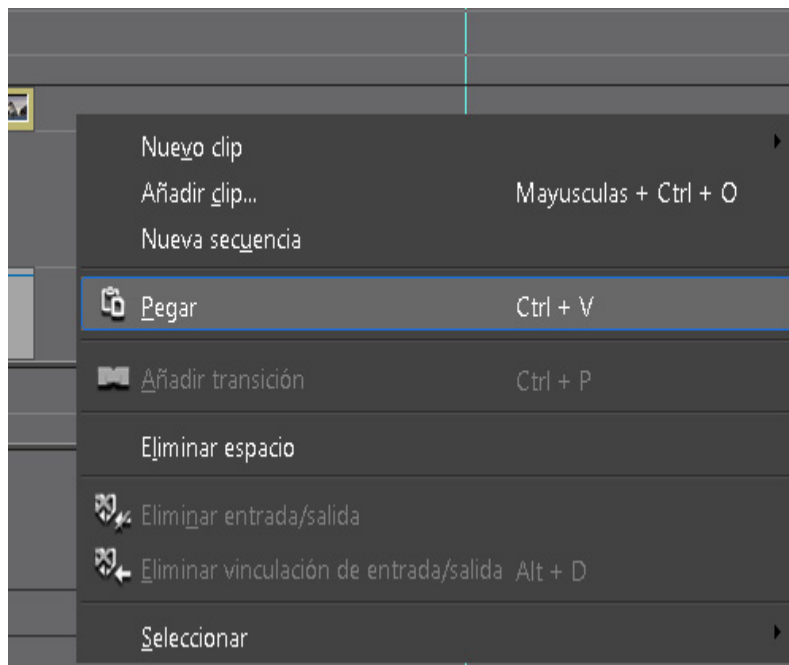 Nuevo clip
Añadir clip... Mayusculas + Ctrl + O
Nueva secuencia
Pegar Ctrl + V
Añadir transición Ctrl + P
Eliminar espacio
Eliminar entrada/salida
Eliminar vinculación de entrada/salida Alt + D
Seleccionar